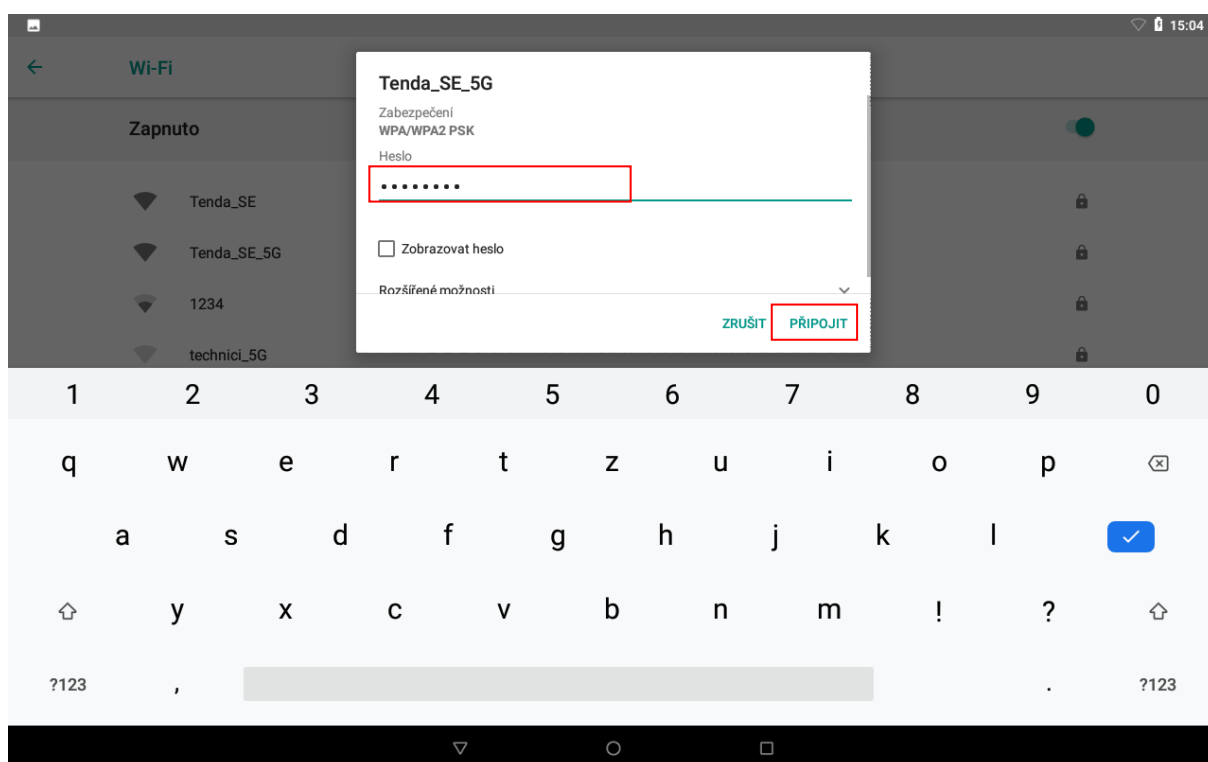 15:04
Wi-Fi
Tenda_SE_5G
Zabezpečení
WPA/WPA2 PSK
Zapnuto
Heslo
••••••••
Tenda_SE
Zobrazovat heslo
Tenda_SE_5G
Rozšířené možnosti
1234
ZRUŠIT PŘIPOJIT
technici_5G
1 2 3 4 5 6 7 8 9 0
q w e r t z u i o p
a s d f g h j k l
y x c v b n m ! ?
?123 , . ?123